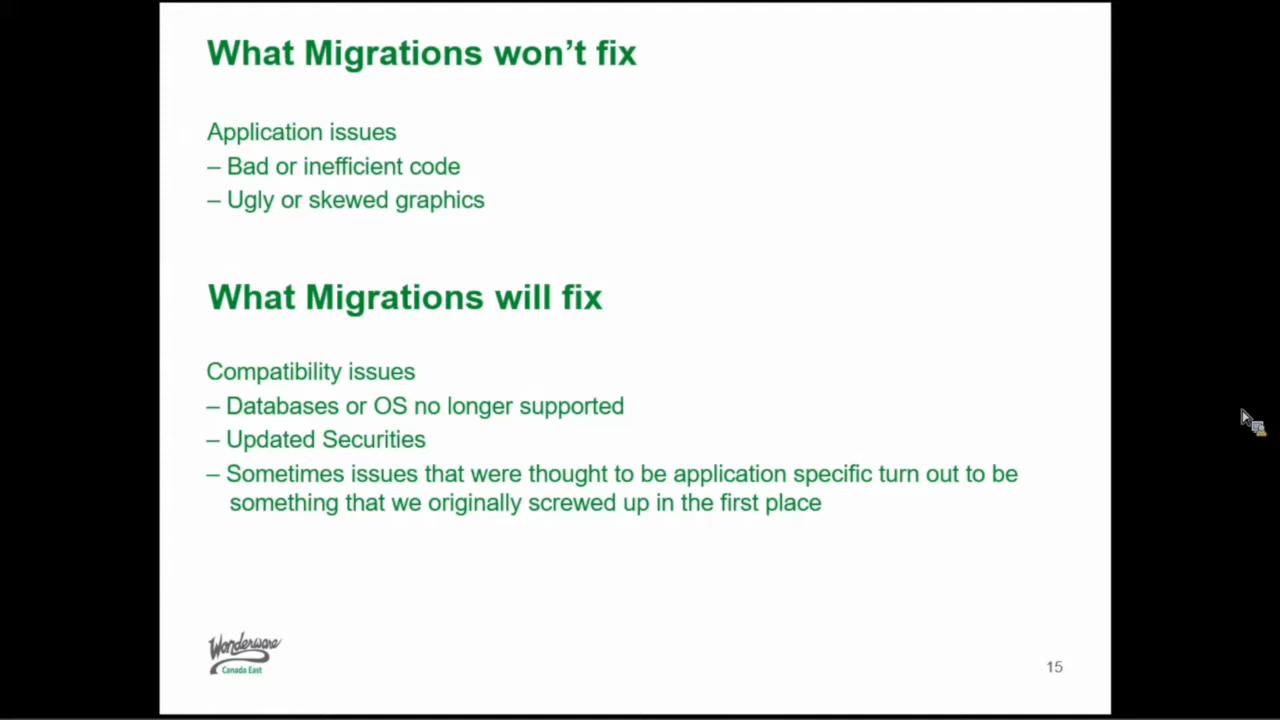 What Migrations won’t fix
Application issues
– Bad or inefficient code
– Ugly or skewed graphics
What Migrations will fix
Compatibility issues
– Databases or OS no longer supported
– Updated Securities
– Sometimes issues that were thought to be application specific turn out to be
something that we originally screwed up in the first place
Wonderware
Canada East
15